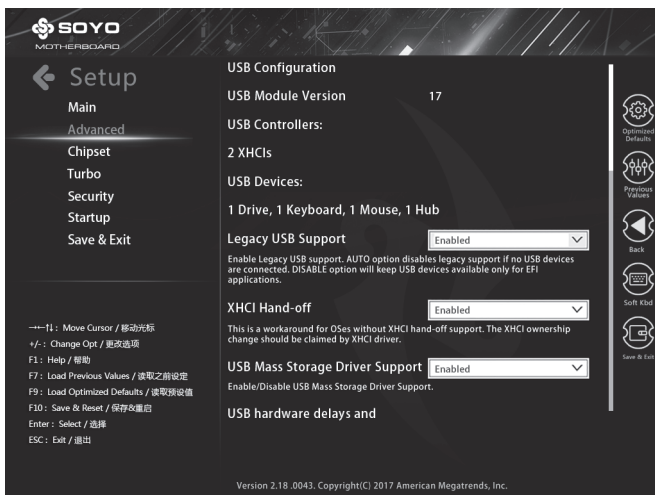 SOYO
MOTHERBOARD
Setup
Main
Advanced
Chipset
Turbo
Security
Startup
Save & Exit
→←↑↓: Move Cursor / 移动光标
+/-: Change Opt / 更改选项
F1: Help / 帮助
F7: Load Previous Values / 读取之前设定
F9: Load Optimized Defaults / 读取预设值
F10: Save & Reset / 保存&重启
Enter: Select / 选择
ESC: Exit / 退出
USB Configuration
USB Module Version 17
USB Controllers:
2 XHCIs
USB Devices:
1 Drive, 1 Keyboard, 1 Mouse, 1 Hub
Legacy USB Support Enabled
Enable Legacy USB support. AUTO option disables legacy support if no USB devices
are connected. DISABLE option will keep USB devices available only for EFI
applications.
XHCI Hand-off Enabled
This is a workaround for OSes without XHCI hand-off support. The XHCI ownership
change should be claimed by XHCI driver.
USB Mass Storage Driver Support Enabled
Enable/Disable USB Mass Storage Driver Support.
USB hardware delays and
Optimized
Defaults
Previous
Values
Back
Soft Kbd
Save & Exit
Version 2.18 .0043. Copyright(C) 2017 American Megatrends, Inc.